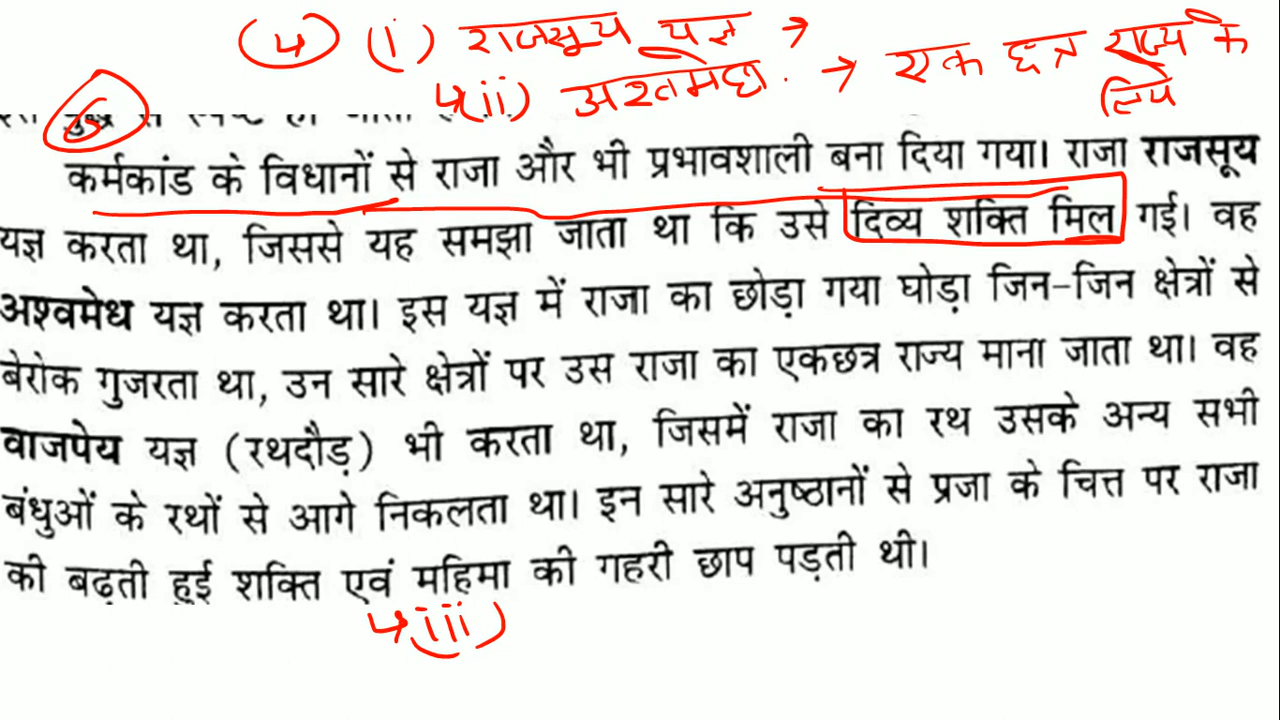 (4) (i) राजसूय यज्ञ →
↳(ii) अश्वमेध. → एक छत्र राज्य के
लिये
6
कर्मकांड के विधानों से राजा और भी प्रभावशाली बना दिया गया। राजा राजसूय
यज्ञ करता था, जिससे यह समझा जाता था कि उसे दिव्य शक्ति मिल गई। वह
अश्वमेध यज्ञ करता था। इस यज्ञ में राजा का छोड़ा गया घोड़ा जिन-जिन क्षेत्रों से
बेरोक गुजरता था, उन सारे क्षेत्रों पर उस राजा का एकछत्र राज्य माना जाता था। वह
वाजपेय यज्ञ (रथदौड़) भी करता था, जिसमें राजा का रथ उसके अन्य सभी
बंधुओं के रथों से आगे निकलता था। इन सारे अनुष्ठानों से प्रजा के चित्त पर राजा
की बढ़ती हुई शक्ति एवं महिमा की गहरी छाप पड़ती थी।
↳(iii)